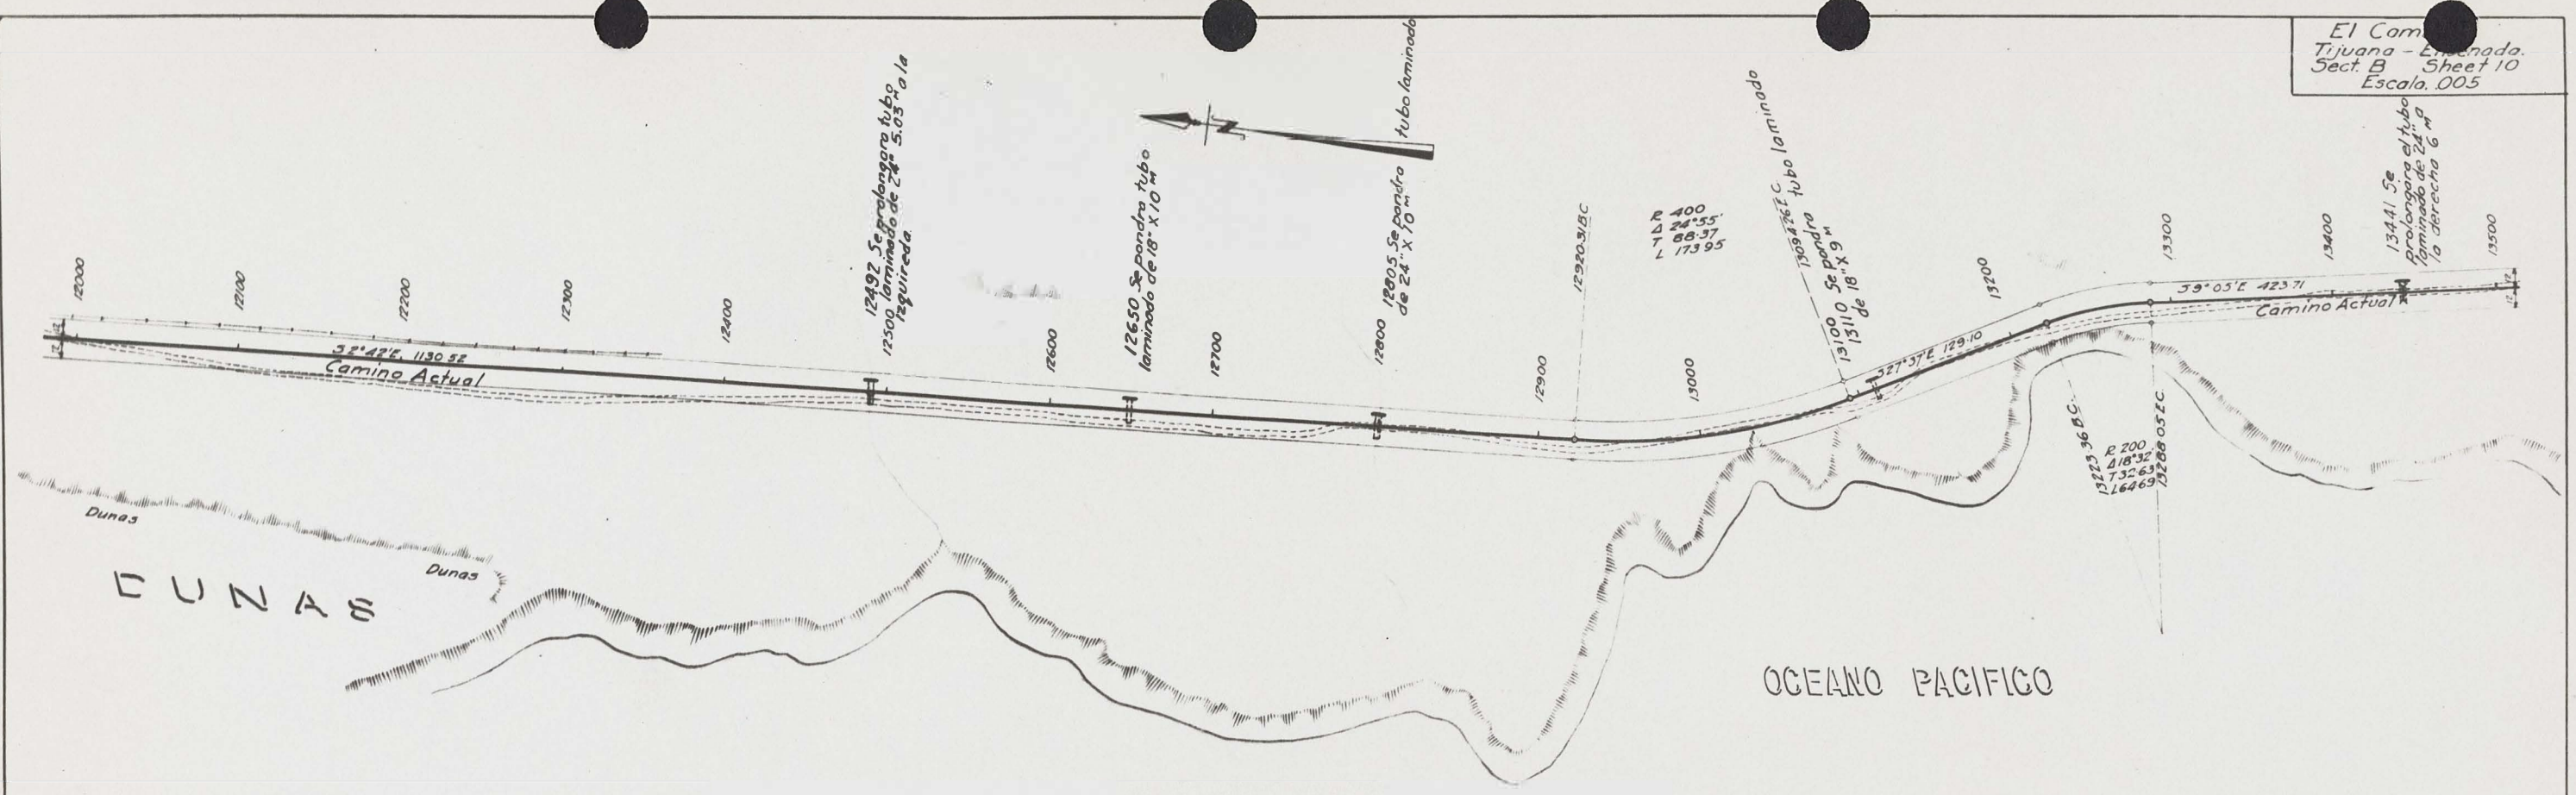 El Cam
Tijuana - Ensenada.
Sect. B Sheet 10
Escala. .005
12000
12100
12200
12300
12400
12492 Se prolongara tubo
12500 laminado de 24" 5.03 M a la
izquireda.
12600
12650 Se pondra tubo
laminado de 18" X 10 M
12700
12800
12805 Se pondra tubo laminado
de 24" X 10 M
12900
12920.31 BC
13000
R 400
Δ 24°55'
T 88.37
L 173.95
13094.26 EC
13100
13110 Se pondra tubo laminado
de 18" X 9 M
13200
13300
13400
13441 Se
prolongara el tubo
laminado de 24" a
la derecha 6 M
13500
S2°42'E. 1130.52
Camino Actual
S27°37'E 129.10
S9°05'E 423.71
Camino Actual
13223.36 BC.
R 200
Δ 18°32'
T 32.63
L 64.69
13288.05 EC.
N
Dunas
Dunas
DUNAS
OCEANO PACIFICO